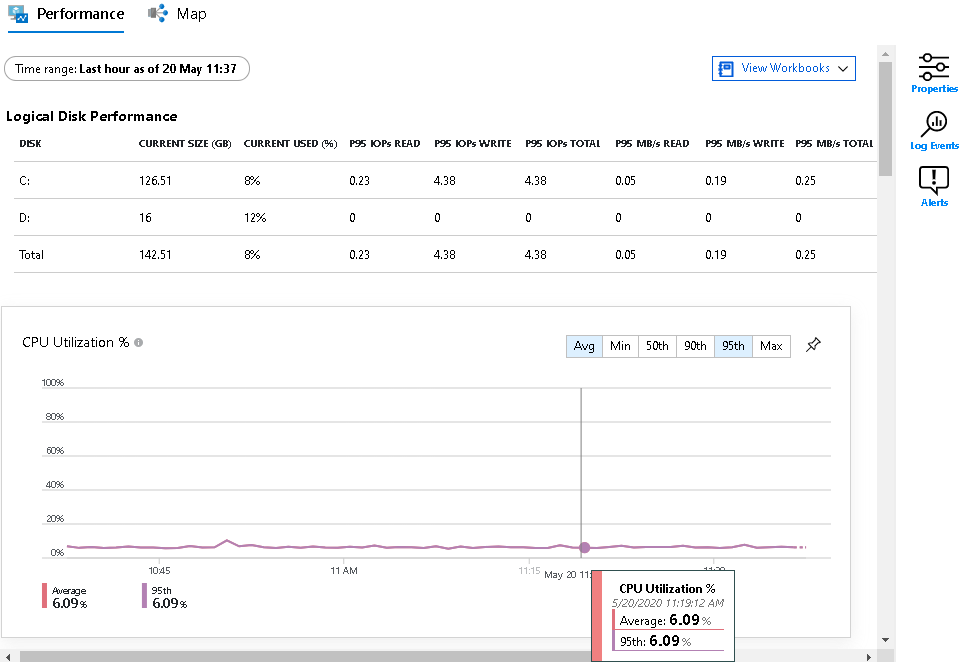 Performance Map
Time range: Last hour as of 20 May 11:37
View Workbooks
Properties
Log Events
Alerts
Logical Disk Performance
DISK CURRENT SIZE (GB) CURRENT USED (%) P95 IOPs READ P95 IOPs WRITE P95 IOPs TOTAL P95 MB/s READ P95 MB/s WRITE P95 MB/s TOTAL
C: 126.51 8% 0.23 4.38 4.38 0.05 0.19 0.25
D: 16 12% 0 0 0 0 0 0
Total 142.51 8% 0.23 4.38 4.38 0.05 0.19 0.25
CPU Utilization %
Avg Min 50th 90th 95th Max
100%
80%
60%
40%
20%
0%
10:45 11 AM 11:15
May 20
Average
6.09%
95th
6.09%
CPU Utilization %
5/20/2020 11:19:12 AM
Average: 6.09 %
95th: 6.09 %